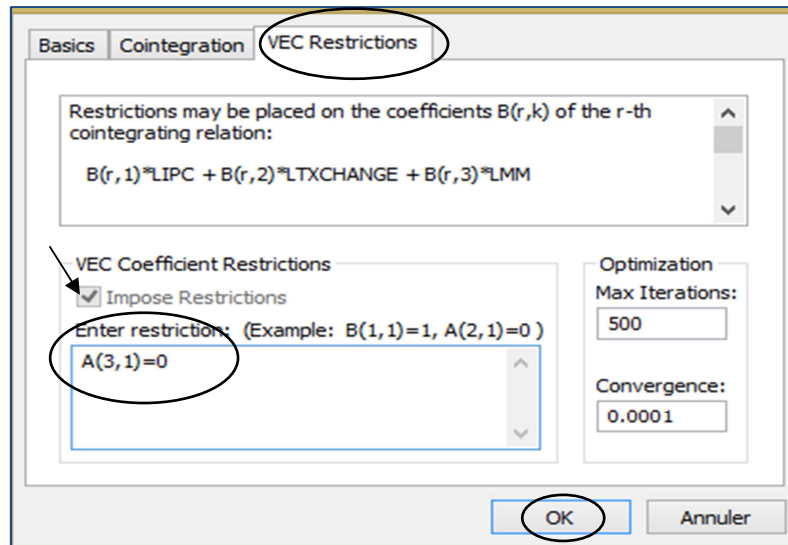 Basics Cointegration VEC Restrictions
Restrictions may be placed on the coefficients B(r,k) of the r-th
cointegrating relation:
B(r,1)*LIPC + B(r,2)*LTXCHANGE + B(r,3)*LMM
VEC Coefficient Restrictions
Impose Restrictions
Enter restriction: (Example: B(1,1)=1, A(2,1)=0 )
A(3,1)=0
Optimization
Max Iterations:
500
Convergence:
0.0001
OK Annuler